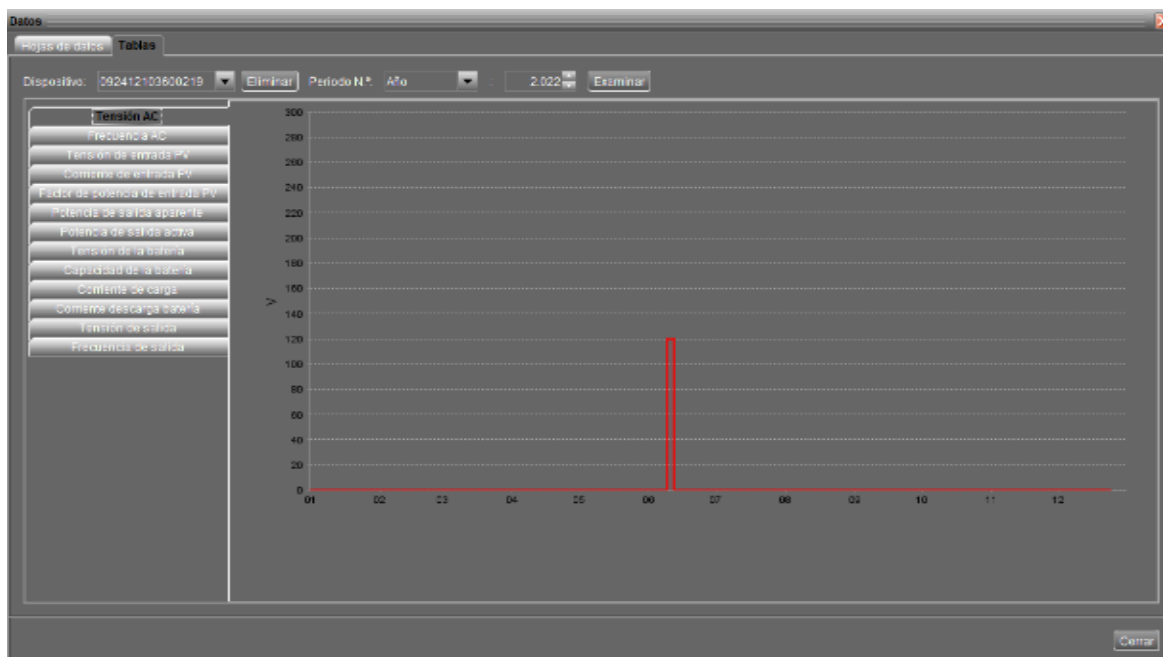 Datos
Hojas de datos Tablas
Dispositivo: 092412103600219 Eliminar Periodo N.º: Año : 2.022 Examinar
Tensión AC
Frecuencia AC
Tensión de entrada PV
Corriente de entrada PV
Factor de potencia de entrada PV
Potencia de salida aparente
Potencia de salida activa
Tensión de la batería
Capacidad de la batería
Corriente de carga
Corriente descarga batería
Tensión de salida
Frecuencia de salida
V
300
280
260
240
220
200
180
160
140
120
100
80
60
40
20
0
01 02 03 04 05 06 07 08 09 10 11 12
Cerrar